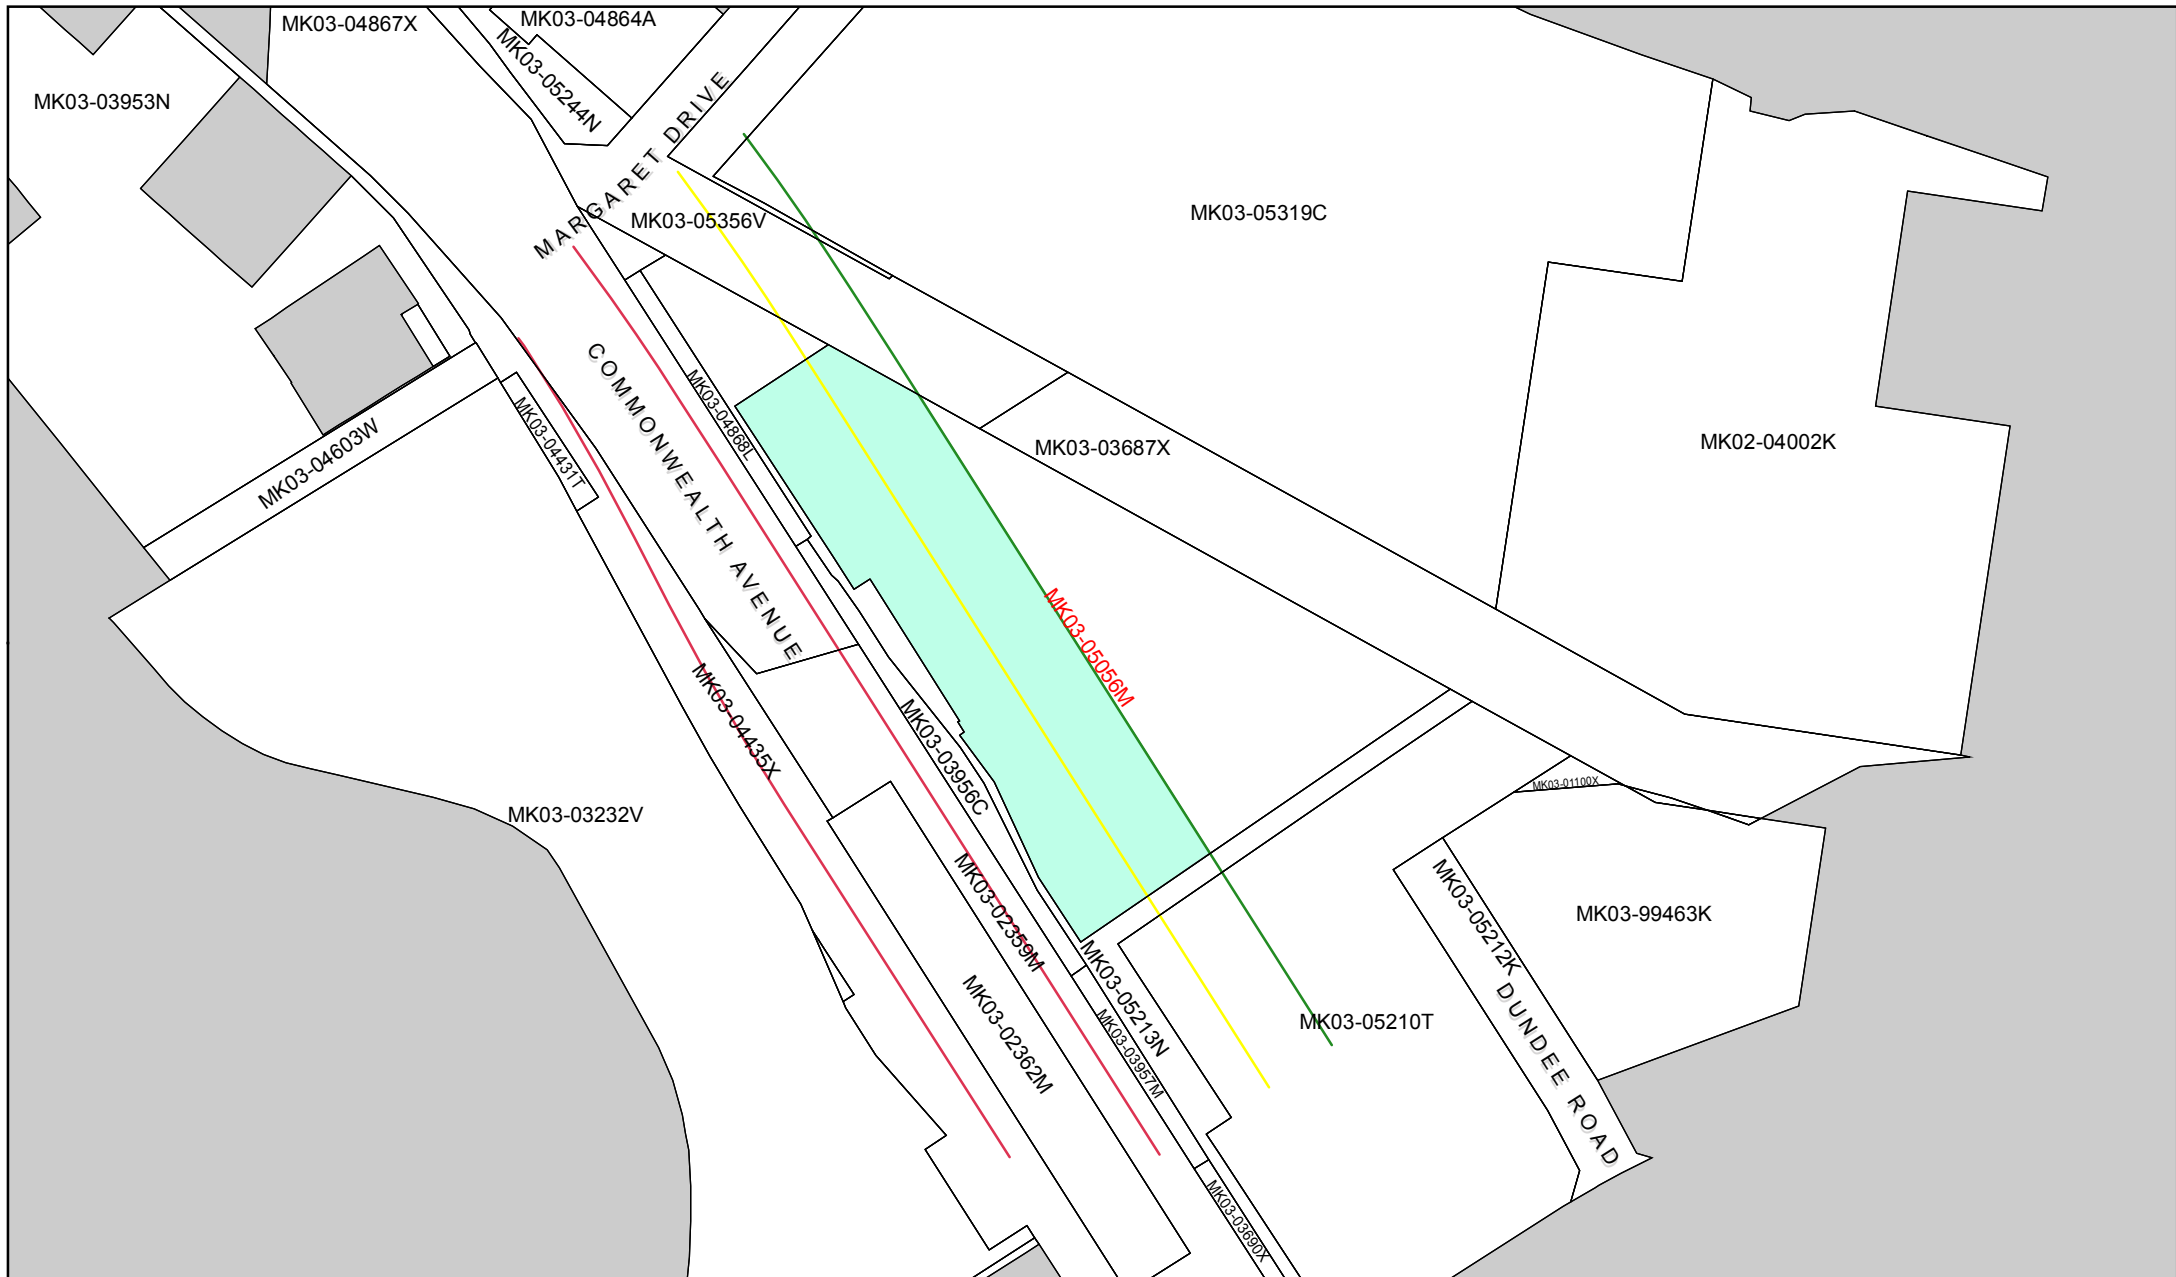 MK03-04867X
MK03-04864A
MK03-03953N
MK03-05244N
MARGARET DRIVE
MK03-05356V
MK03-05319C
MK03-04603W
MK03-04431T
COMMONWEALTH AVENUE
MK03-04868L
MK03-03687X
MK02-04002K
MK03-05056M
MK03-04435X
MK03-03956C
MK03-03232V
MK03-01100X
MK03-02359M
MK03-02362M
MK03-05213N
MK03-03957M
MK03-05210T
MK03-05212K
MK03-99463K
DUNDEE ROAD
MK03-03690X